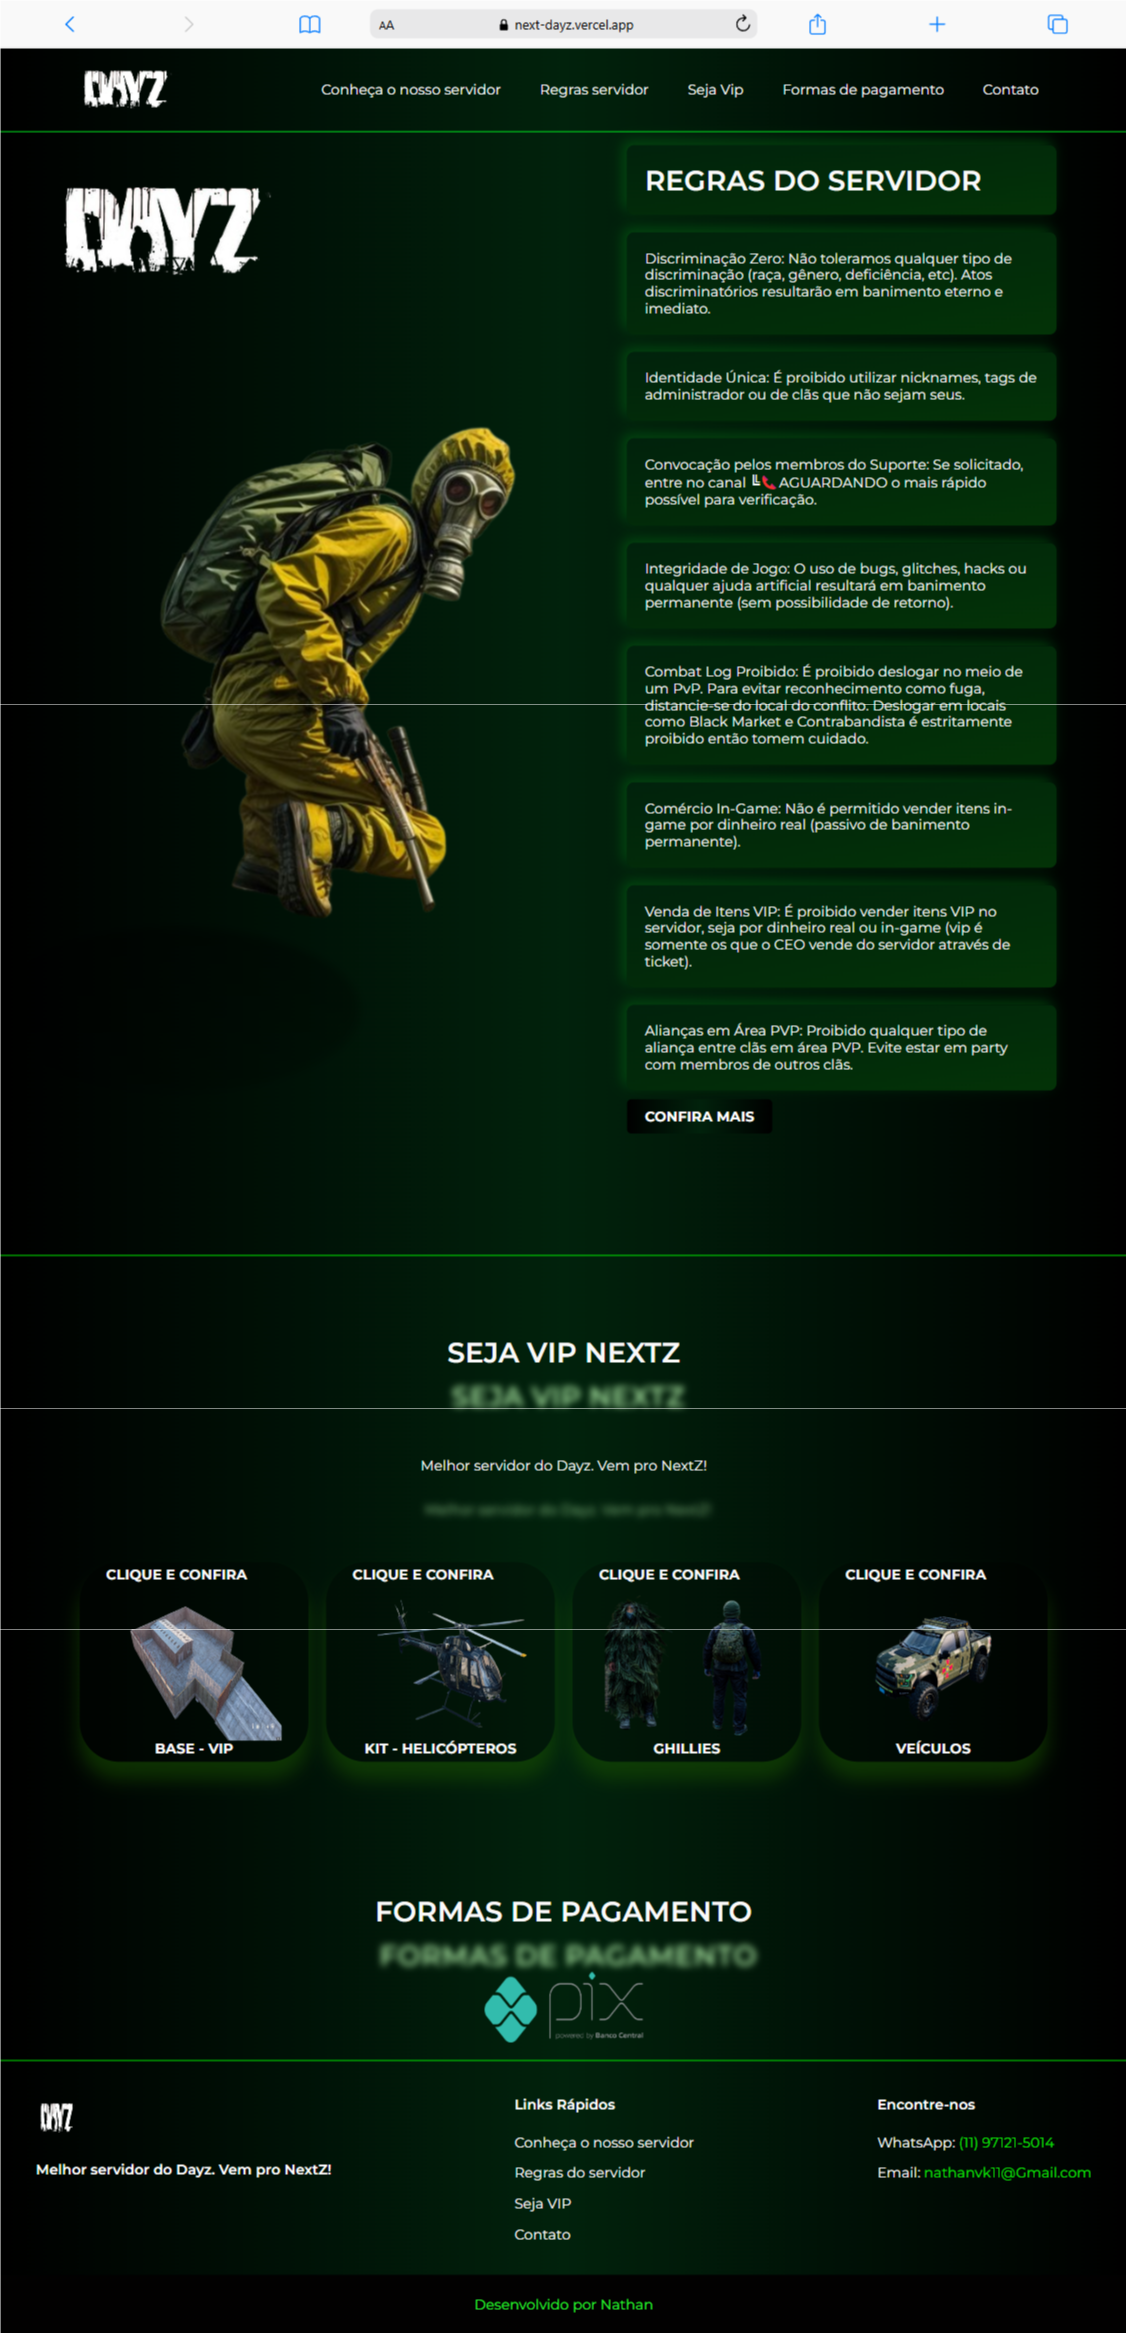 AA next-dayz.vercel.app
DAYZ
Conheça o nosso servidor Regras servidor Seja Vip Formas de pagamento Contato
DAYZ
REGRAS DO SERVIDOR
Discriminação Zero: Não toleramos qualquer tipo de
discriminação (raça, gênero, deficiência, etc). Atos
discriminatórios resultarão em banimento eterno e
imediato.
Identidade Única: É proibido utilizar nicknames, tags de
administrador ou de clãs que não sejam seus.
Convocação pelos membros do Suporte: Se solicitado,
entre no canal ╚📞 AGUARDANDO o mais rápido
possível para verificação.
Integridade de Jogo: O uso de bugs, glitches, hacks ou
qualquer ajuda artificial resultará em banimento
permanente (sem possibilidade de retorno).
Combat Log Proibido: É proibido deslogar no meio de
um PvP. Para evitar reconhecimento como fuga,
distancie-se do local do conflito. Deslogar em locais
como Black Market e Contrabandista é estritamente
proibido então tomem cuidado.
Comércio In-Game: Não é permitido vender itens in-
game por dinheiro real (passivo de banimento
permanente).
Venda de Itens VIP: É proibido vender itens VIP no
servidor, seja por dinheiro real ou in-game (vip é
somente os que o CEO vende do servidor através de
ticket).
Alianças em Área PVP: Proibido qualquer tipo de
aliança entre clãs em área PVP. Evite estar em party
com membros de outros clãs.
CONFIRA MAIS
SEJA VIP NEXTZ
SEJA VIP NEXTZ
Melhor servidor do Dayz. Vem pro NextZ!
Melhor servidor do Dayz. Vem pro NextZ!
CLIQUE E CONFIRA CLIQUE E CONFIRA CLIQUE E CONFIRA CLIQUE E CONFIRA
BASE - VIP KIT - HELICÓPTEROS GHILLIES VEÍCULOS
FORMAS DE PAGAMENTO
FORMAS DE PAGAMENTO
pix
powered by Banco Central
DAYZ
Melhor servidor do Dayz. Vem pro NextZ!
Links Rápidos
Conheça o nosso servidor
Regras do servidor
Seja VIP
Contato
Encontre-nos
WhatsApp: (11) 97121-5014
Email: nathanvk11@Gmail.com
Desenvolvido por Nathan